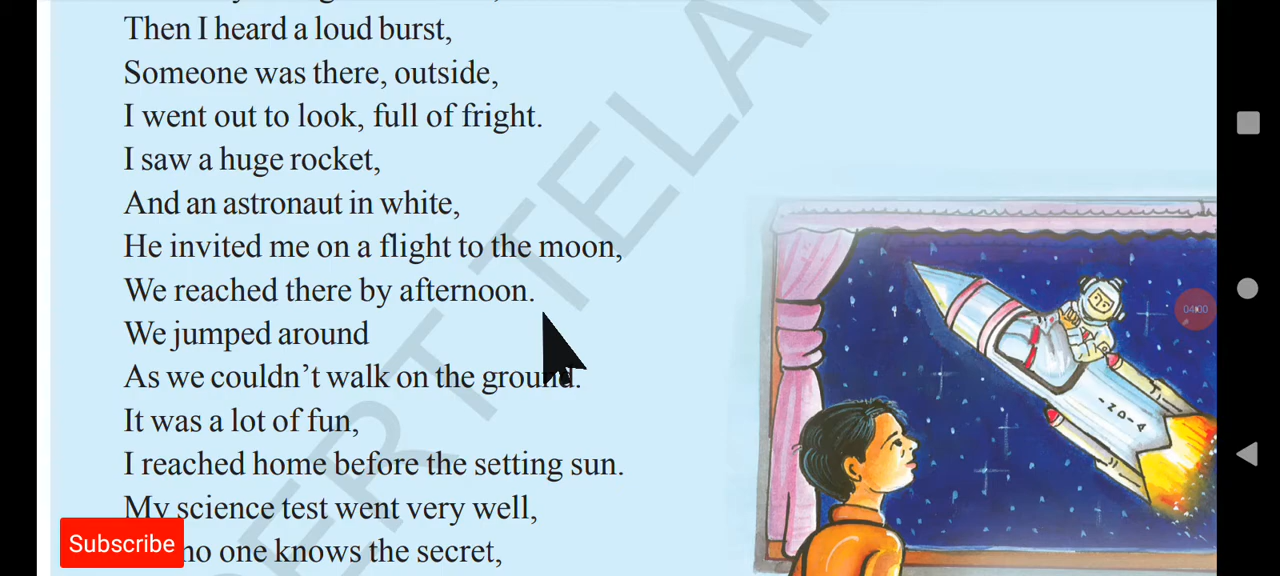 Then I heard a loud burst,
Someone was there, outside,
I went out to look, full of fright.
I saw a huge rocket,
And an astronaut in white,
He invited me on a flight to the moon,
We reached there by afternoon.
We jumped around
As we couldn't walk on the ground.
It was a lot of fun,
I reached home before the setting sun.
My science test went very well,
no one knows the secret,
Subscribe
04:00